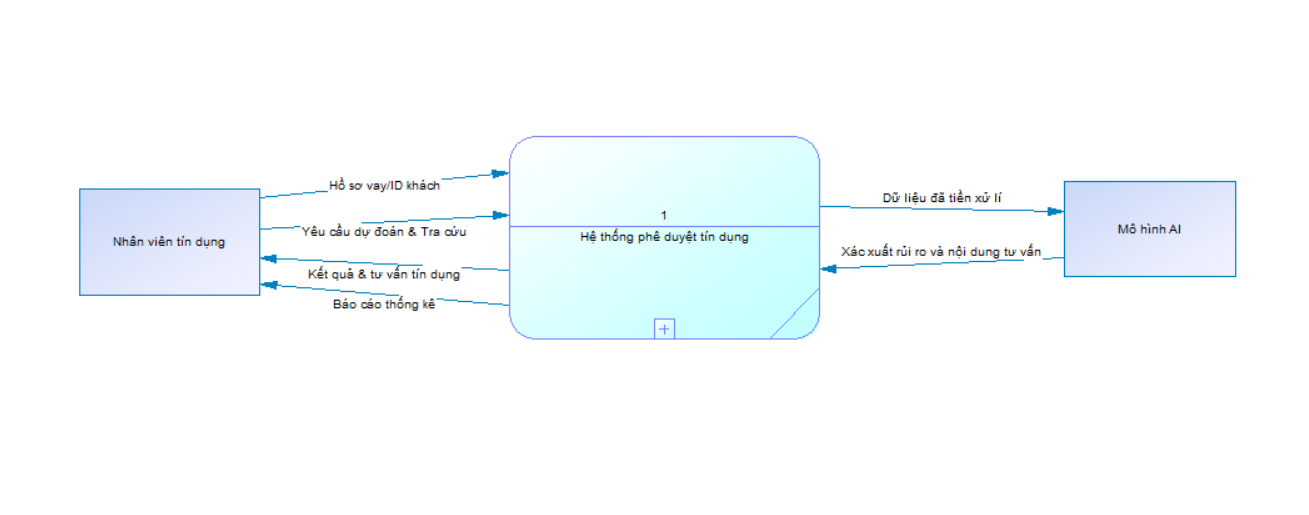 Hồ sơ vay/ID khách
Yêu cầu dự đoán & Tra cứu
Nhân viên tín dụng
Kết quả & tư vấn tín dụng
Báo cáo thống kê
1
Hệ thống phê duyệt tín dụng
Dữ liệu đã tiền xử lí
Xác xuất rủi ro và nội dung tư vấn
Mô hình AI